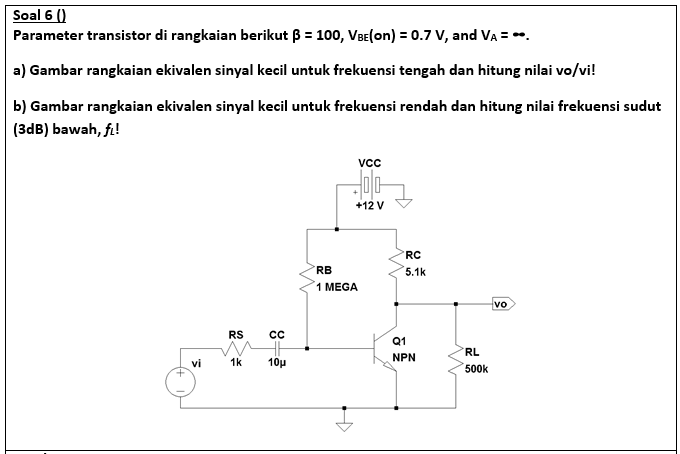 Soal 6 ()
Parameter transistor di rangkaian berikut β = 100, VBE(on) = 0.7 V, and VA = ∞.
a) Gambar rangkaian ekivalen sinyal kecil untuk frekuensi tengah dan hitung nilai vo/vi!
b) Gambar rangkaian ekivalen sinyal kecil untuk frekuensi rendah dan hitung nilai frekuensi sudut
(3dB) bawah, fL!
VCC
+
+12 V
RC
5.1k
RB
1 MEGA
vo
RS
CC
Q1
NPN
RL
500k
vi
1k
10μ
+
−